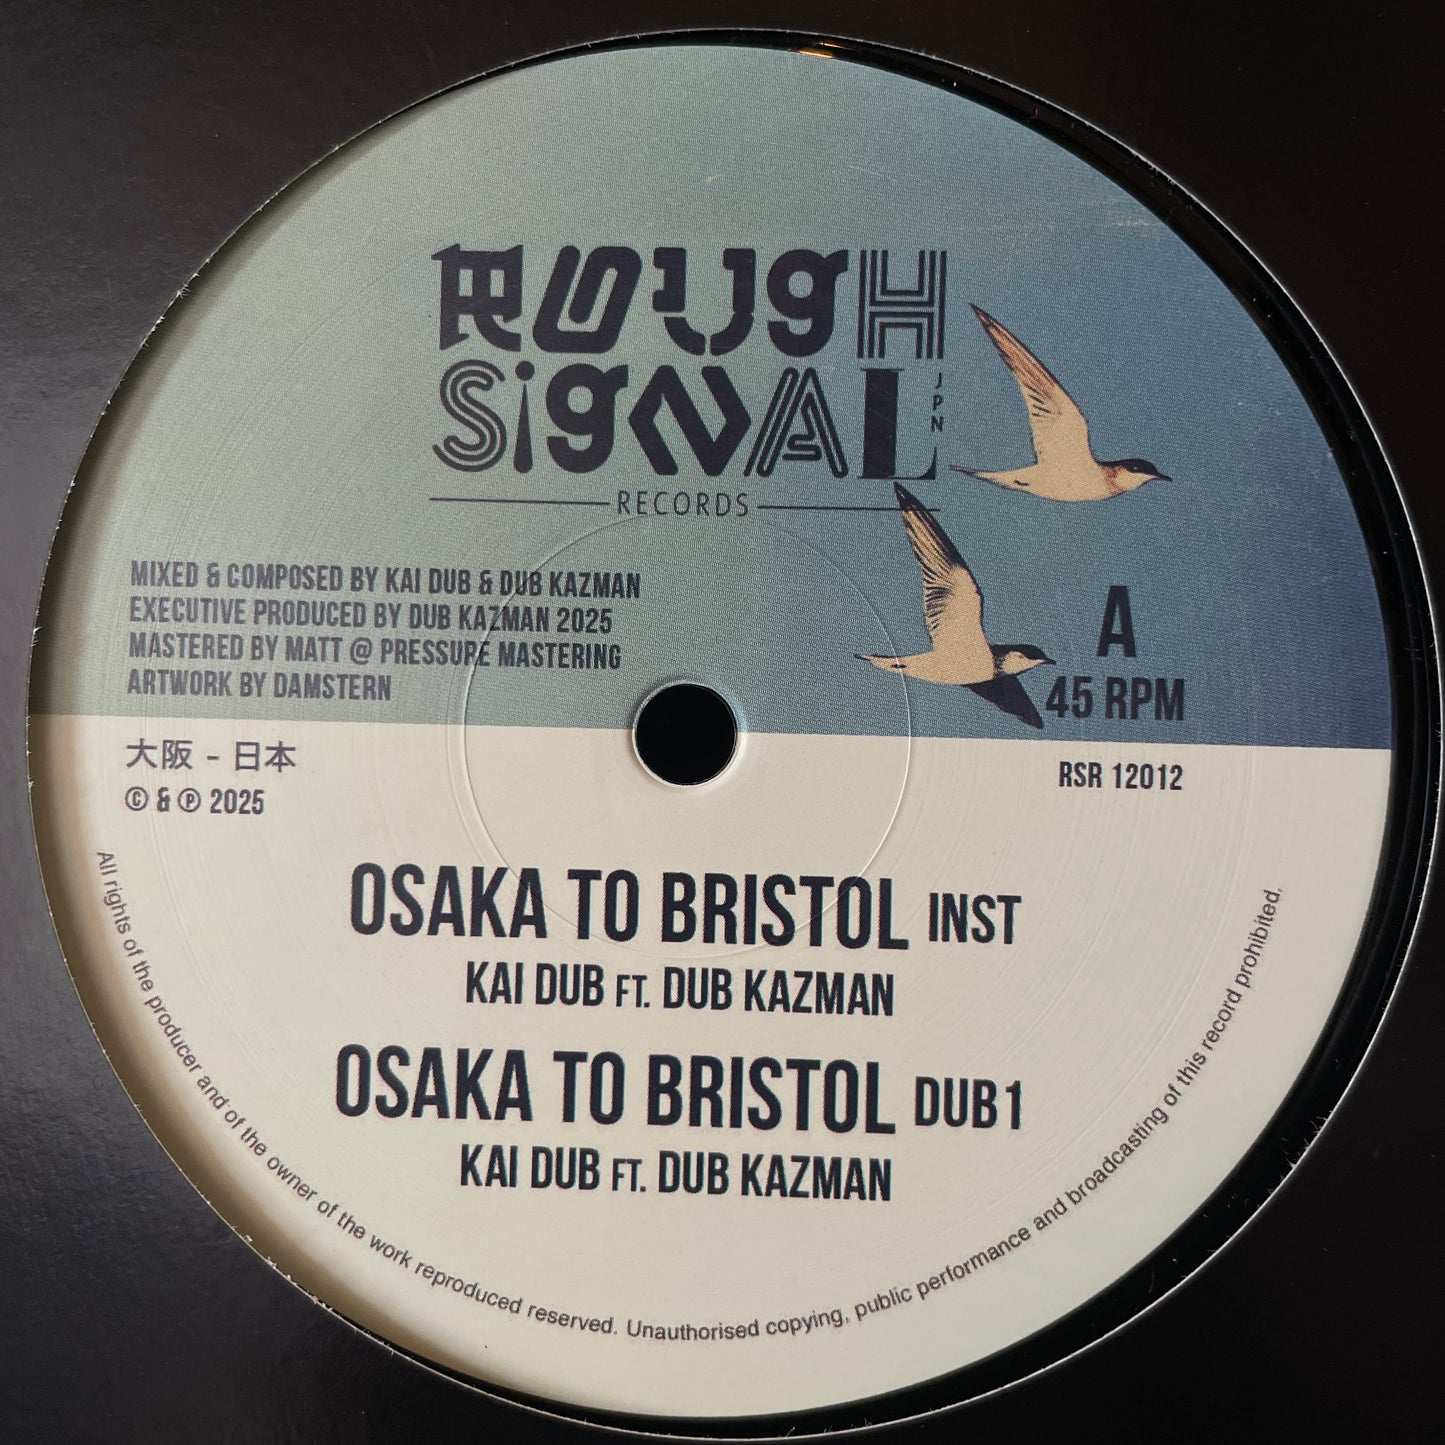 ROUGH
SIGNAL
JPN
RECORDS
MIXED & COMPOSED BY KAI DUB & DUB KAZMAN
EXECUTIVE PRODUCED BY DUB KAZMAN 2025
MASTERED BY MATT @ PRESSURE MASTERING
ARTWORK BY DAMSTERN
A
45 RPM
大阪 - 日本
© & ℗ 2025
RSR 12012
OSAKA TO BRISTOL INST
KAI DUB FT. DUB KAZMAN
OSAKA TO BRISTOL DUB1
KAI DUB FT. DUB KAZMAN
All rights of the producer and of the owner of the work reproduced reserved. Unauthorised copying, public performance and broadcasting of this record prohibited.